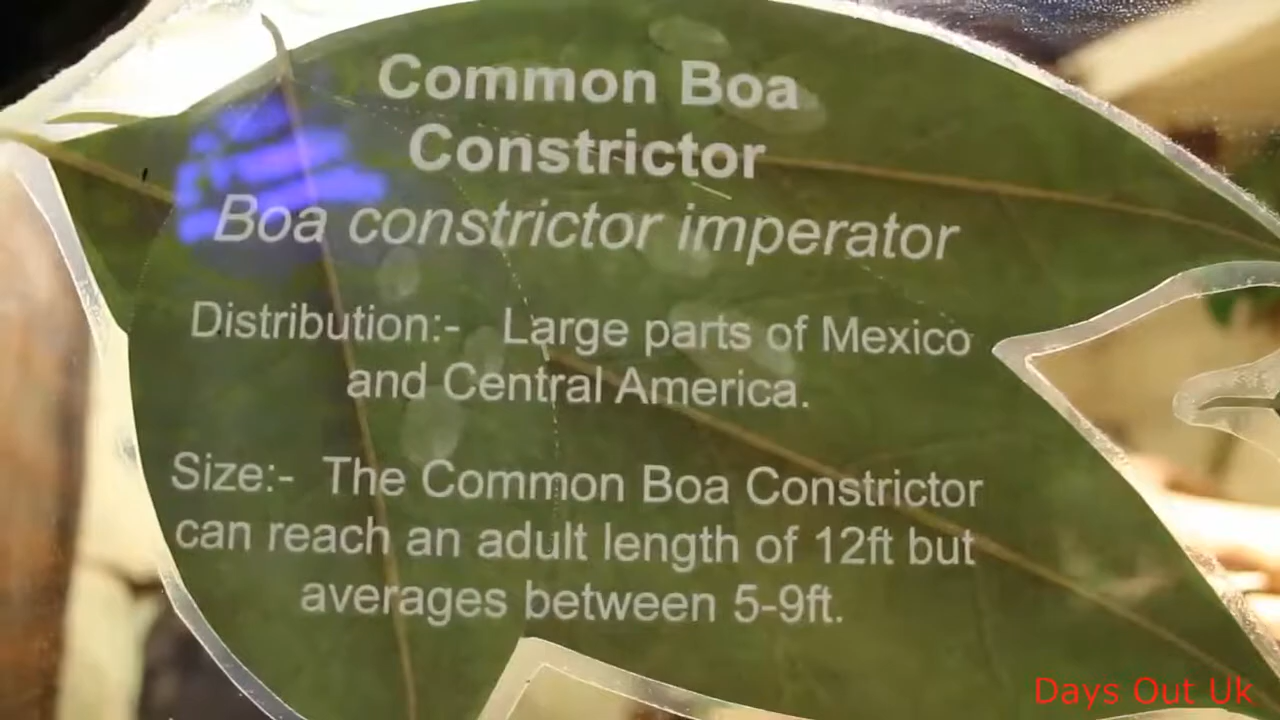 Common Boa
Constrictor
Boa constrictor imperator
Distribution:- Large parts of Mexico
and Central America.
Size:- The Common Boa Constrictor
can reach an adult length of 12ft but
averages between 5-9ft.
Days Out Uk